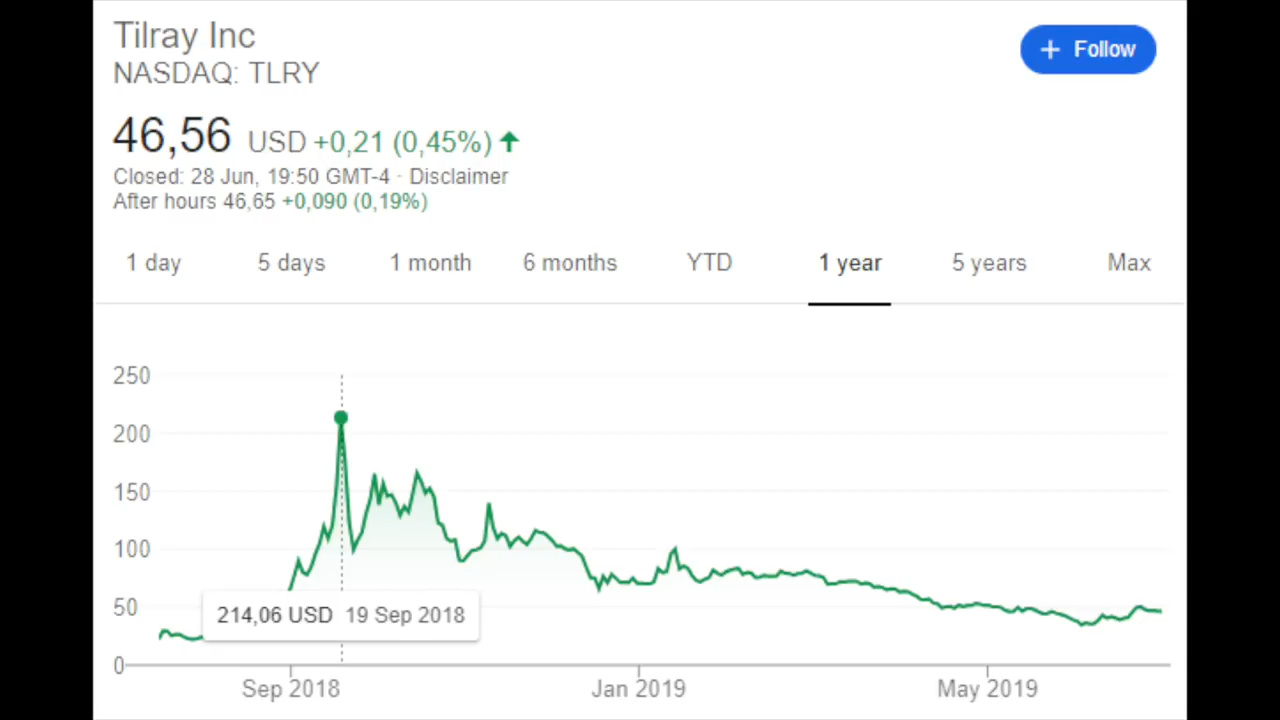 Tilray Inc
NASDAQ: TLRY
+ Follow
46,56 USD +0,21 (0,45%)
Closed: 28 Jun, 19:50 GMT-4 · Disclaimer
After hours 46,65 +0,090 (0,19%)
1 day 5 days 1 month 6 months YTD 1 year 5 years Max
250
200
150
100
50
214,06 USD 19 Sep 2018
0
Sep 2018 Jan 2019 May 2019